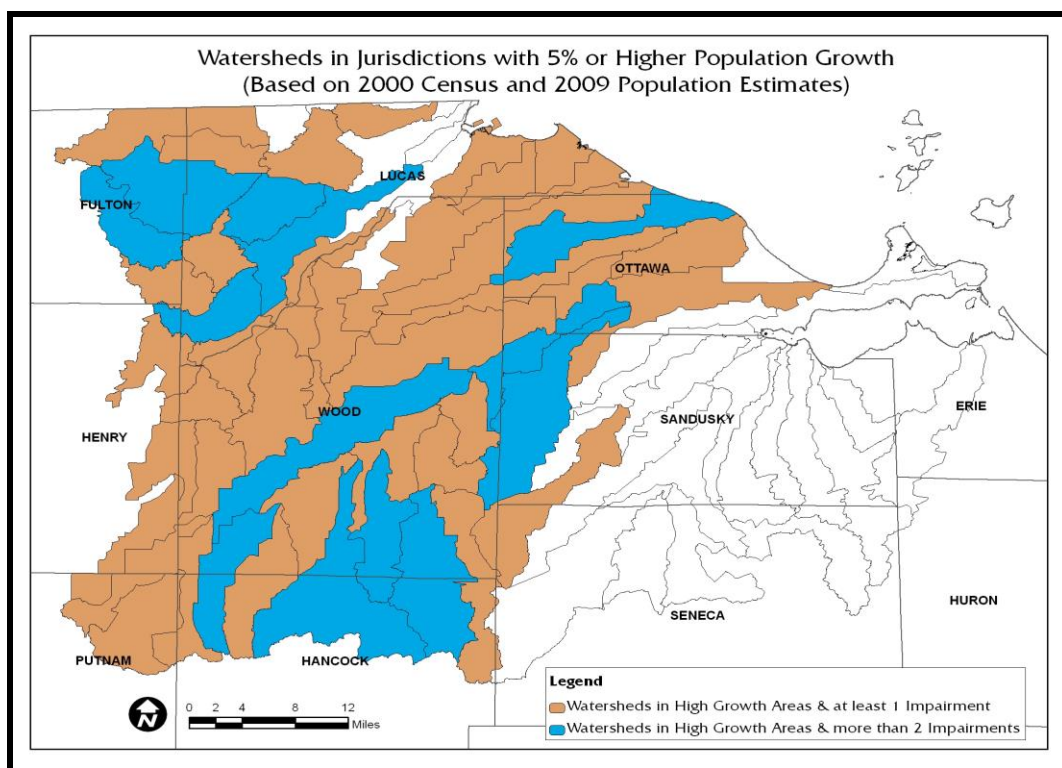 Watersheds in Jurisdictions with 5% or Higher Population Growth
(Based on 2000 Census and 2009 Population Estimates)
LUCAS
FULTON
OTTAWA
WOOD
ERIE
SANDUSKY
HENRY
HURON
SENECA
PUTNAM
HANCOCK
Legend
Watersheds in High Growth Areas & at least 1 Impairment
Watersheds in High Growth Areas & more than 2 Impairments
N
0 2 4 8 12
Miles